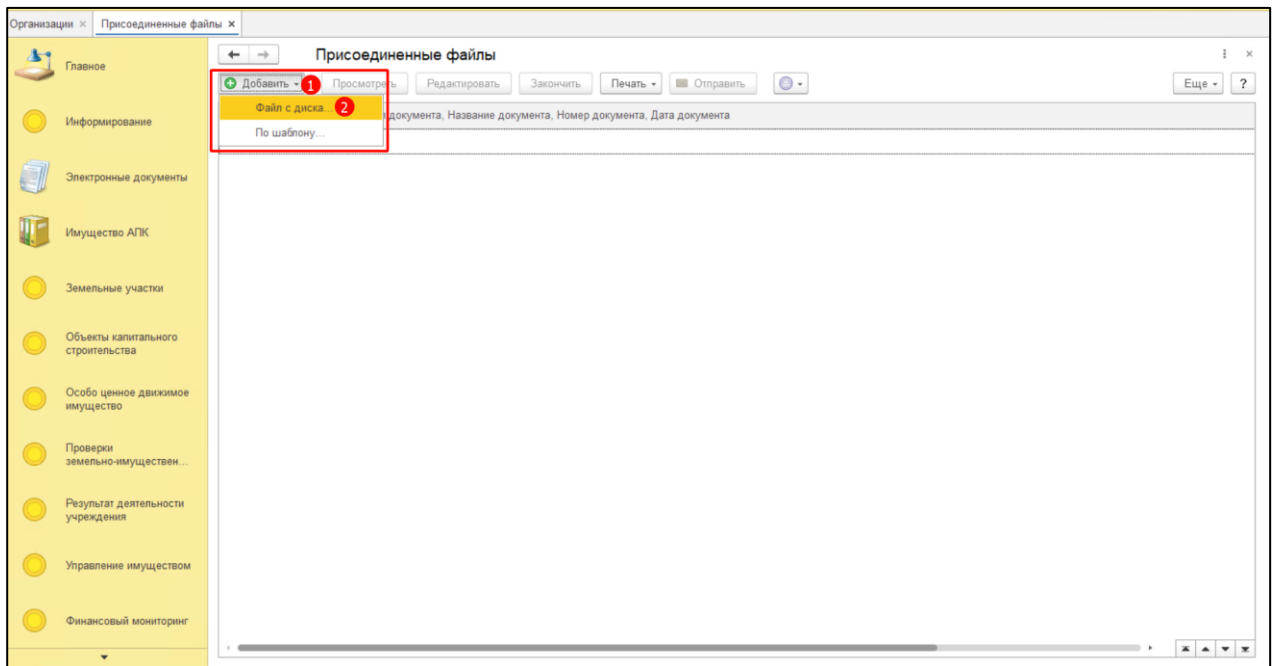 Организации × Присоединенные файлы ×
Главное
Информирование
Электронные документы
Имущество АПК
Земельные участки
Объекты капитального
строительства
Особо ценное движимое
имущество
Проверки
земельно-имуществен...
Результат деятельности
учреждения
Управление имуществом
Финансовый мониторинг
Присоединенные файлы
Добавить 1 Просмотреть Редактировать Закончить Печать Отправить Еще ?
Файл с диска... 2
документа, Название документа, Номер документа, Дата документа
По шаблону...